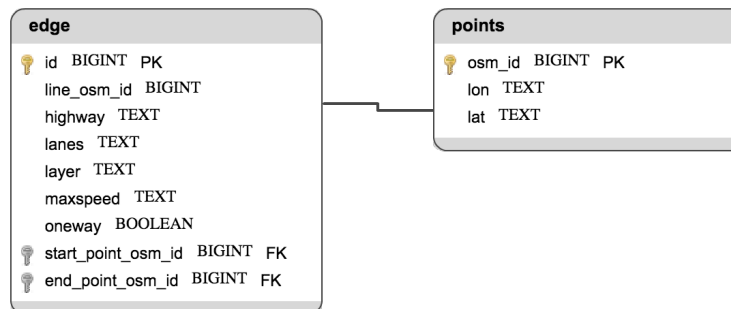 edge
id BIGINT PK
line_osm_id BIGINT
highway TEXT
lanes TEXT
layer TEXT
maxspeed TEXT
oneway BOOLEAN
start_point_osm_id BIGINT FK
end_point_osm_id BIGINT FK
points
osm_id BIGINT PK
lon TEXT
lat TEXT